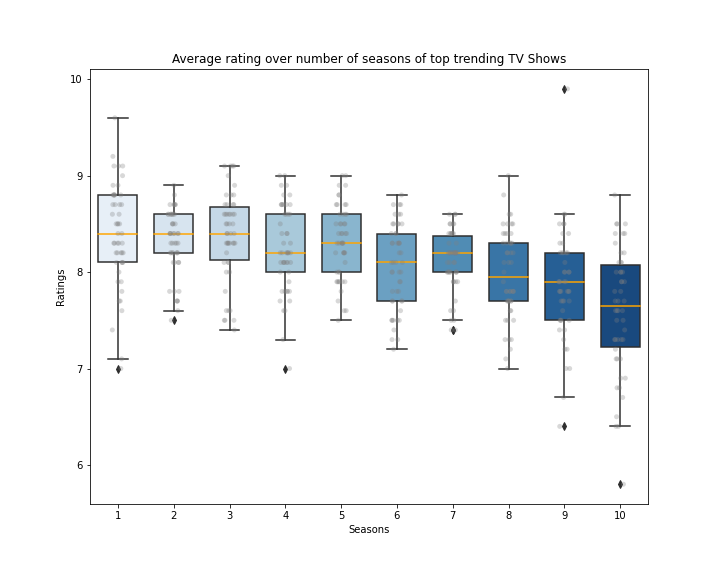 Average rating over number of seasons of top trending TV Shows
10
9
8
7
6
Ratings
1 2 3 4 5 6 7 8 9 10
Seasons